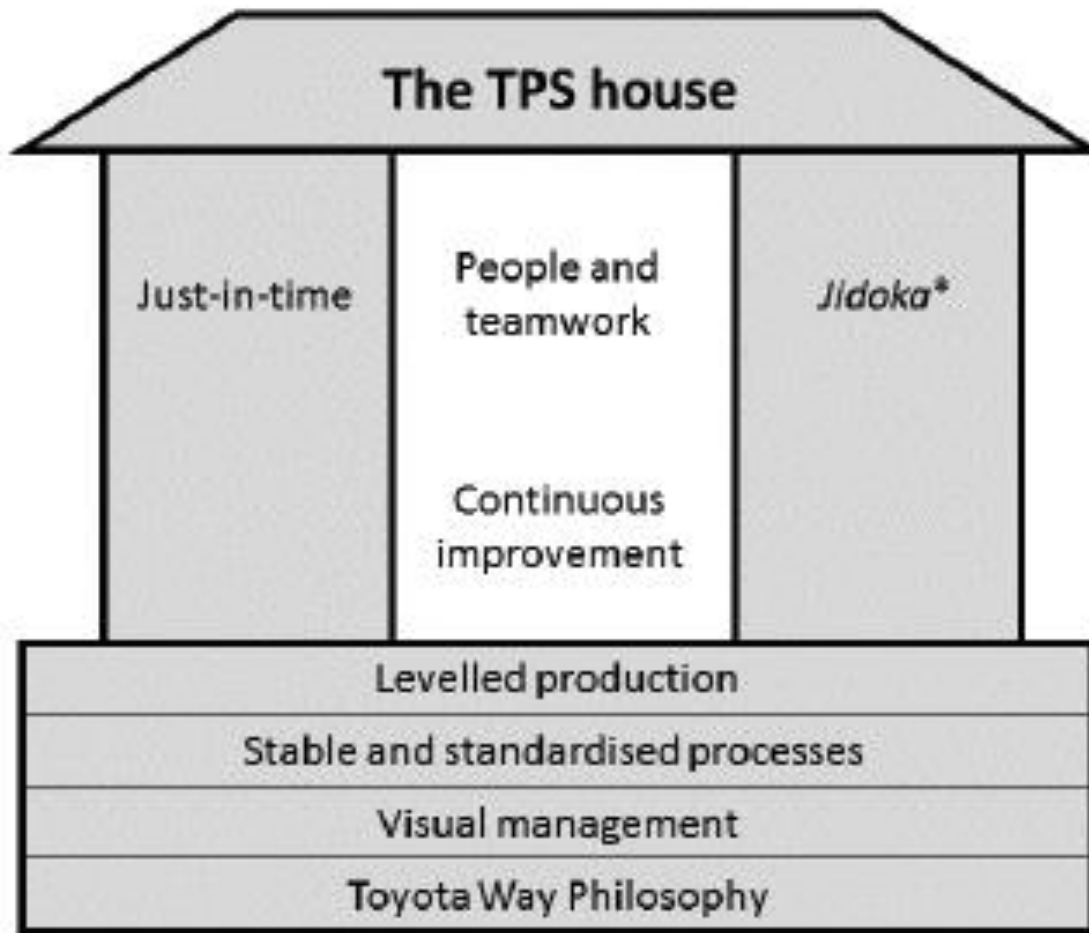 The TPS house
Just-in-time
People and
teamwork
Jidoka*
Continuous
improvement
Levelled production
Stable and standardised processes
Visual management
Toyota Way Philosophy